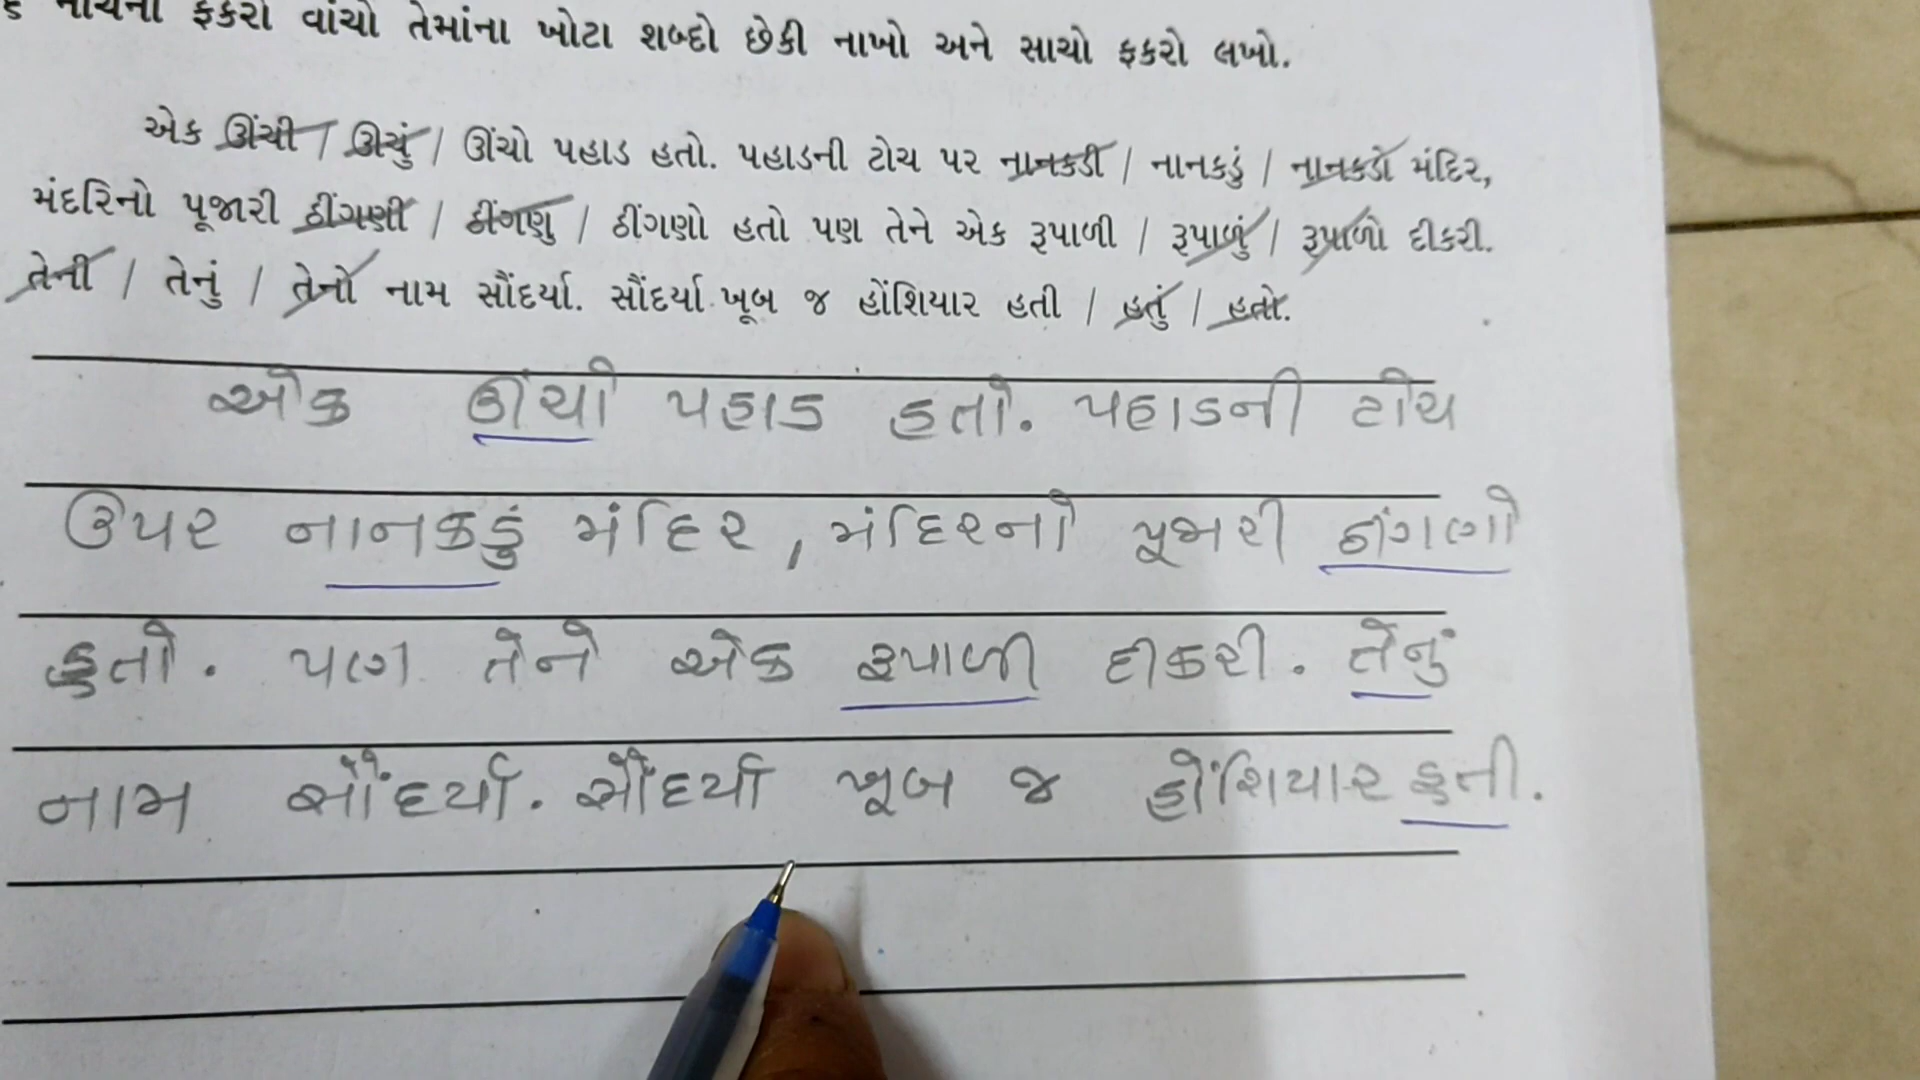 નીચેનો ફકરો વાંચો તેમાંના ખોટા શબ્દો છેકી નાખો અને સાચો ફકરો લખો.
એક ઊંચી / ઊચું / ઊંચો પહાડ હતો. પહાડની ટોચ પર નાનકડી / નાનકડું / નાનકડો મંદિર,
મંદરિનો પૂજારી ઠીંગણી / ઠીંગણુ / ઠીંગણો હતો પણ તેને એક રૂપાળી / રૂપાળું / રૂપાળો દીકરી.
તેની / તેનું / તેનો નામ સૌંદર્યા. સૌંદર્યા ખૂબ જ હોંશિયાર હતી / હતું / હતો.
એક ઊંચો પહાડ હતો. પહાડની ટોચ
ઉપર નાનકડું મંદિર, મંદિરનો પૂજારી ઠીંગણો
હતો. પણ તેને એક રૂપાળી દીકરી. તેનું
નામ સૌંદર્યા. સૌંદર્યા ખૂબ જ હોંશિયાર હતી.